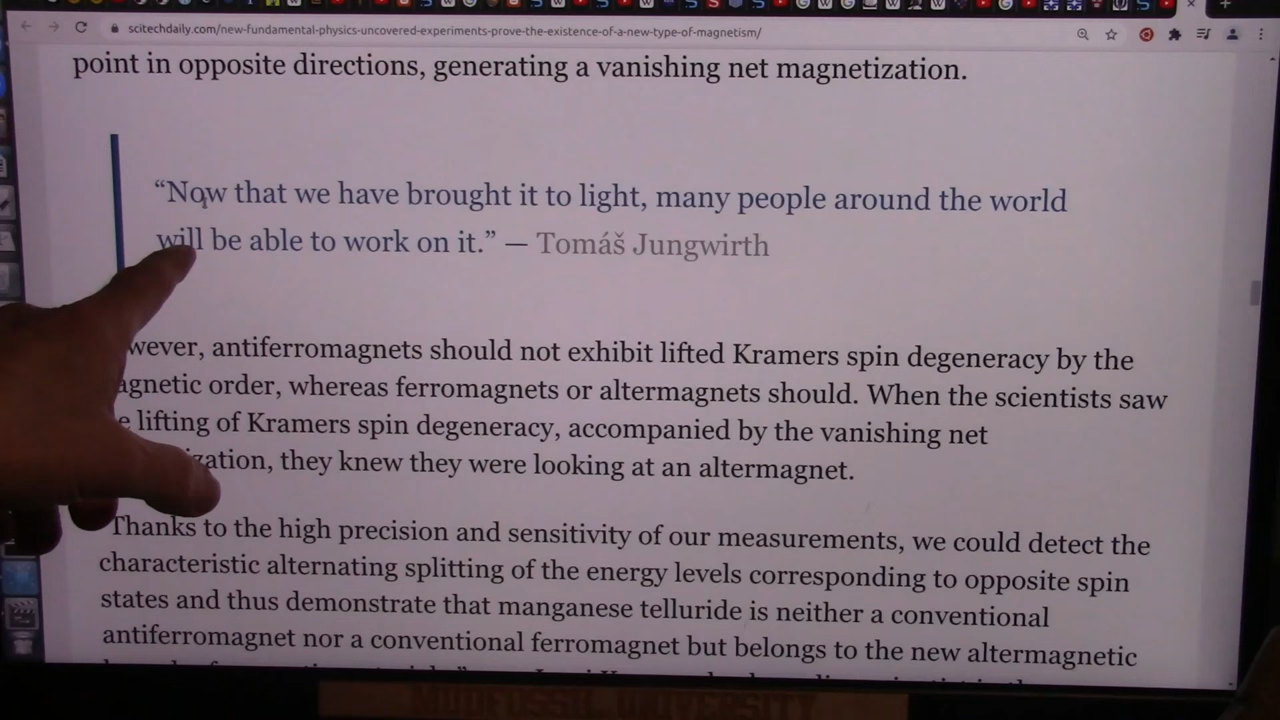 scitechdaily.com/new-fundamental-physics-uncovered-experiments-prove-the-existence-of-a-new-type-of-magnetism/
point in opposite directions, generating a vanishing net magnetization.
“Now that we have brought it to light, many people around the world
will be able to work on it.” — Tomáš Jungwirth
wever, antiferromagnets should not exhibit lifted Kramers spin degeneracy by the
agnetic order, whereas ferromagnets or altermagnets should. When the scientists saw
e lifting of Kramers spin degeneracy, accompanied by the vanishing net
ization, they knew they were looking at an altermagnet.
Thanks to the high precision and sensitivity of our measurements, we could detect the
characteristic alternating splitting of the energy levels corresponding to opposite spin
states and thus demonstrate that manganese telluride is neither a conventional
antiferromagnet nor a conventional ferromagnet but belongs to the new altermagnetic